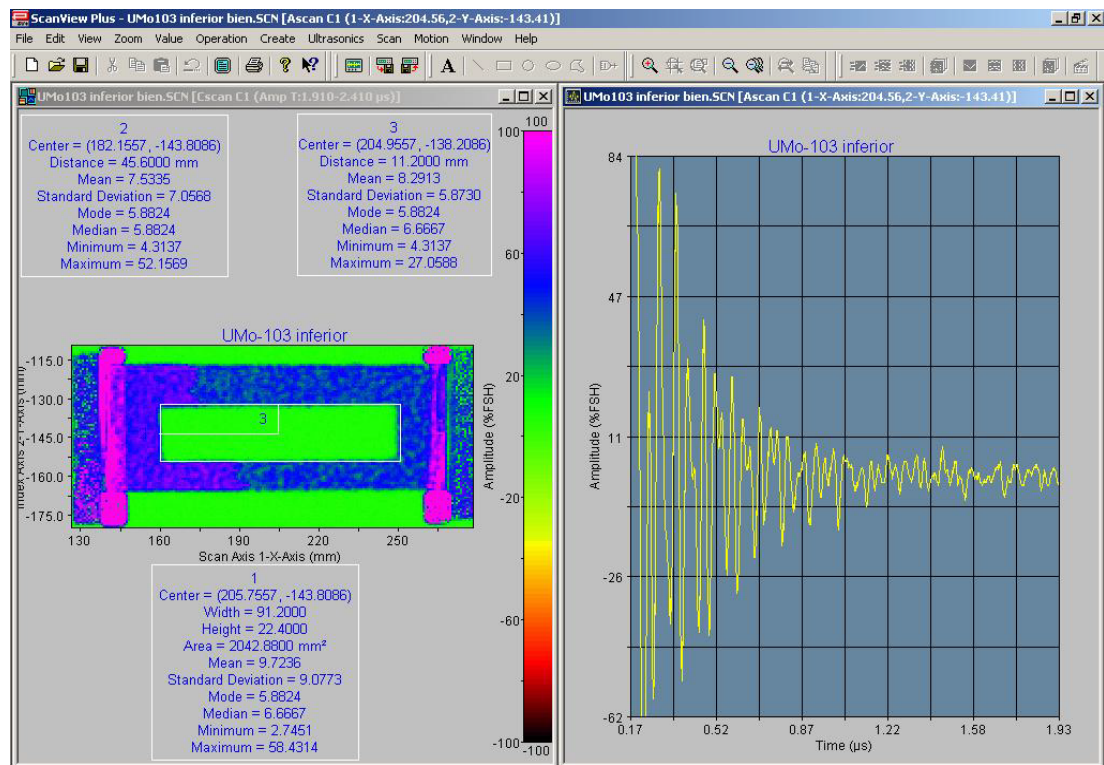 ScanView Plus - UMo103 inferior bien.SCN [Ascan C1 (1-X-Axis:204.56,2-Y-Axis:-143.41)]
File Edit View Zoom Value Operation Create Ultrasonics Scan Motion Window Help
UMo103 inferior bien.SCN [Cscan C1 (Amp T:1.910-2.410 µs)]
2
Center = (182.1557, -143.8086)
Distance = 45.6000 mm
Mean = 7.5335
Standard Deviation = 7.0568
Mode = 5.8824
Median = 5.8824
Minimum = 4.3137
Maximum = 52.1569
3
Center = (204.9557, -138.2086)
Distance = 11.2000 mm
Mean = 8.2913
Standard Deviation = 5.8730
Mode = 5.8824
Median = 6.6667
Minimum = 4.3137
Maximum = 27.0588
100 100
60
20
-20
-60
-100 -100
Amplitude (%FSH)
UMo-103 inferior
-115.0
-130.0
-145.0
-160.0
-175.0
Index Axis 2-Y-Axis (mm)
3
130 160 190 220 250
Scan Axis 1-X-Axis (mm)
1
Center = (205.7557, -143.8086)
Width = 91.2000
Height = 22.4000
Area = 2042.8800 mm²
Mean = 9.7236
Standard Deviation = 9.0773
Mode = 5.8824
Median = 6.6667
Minimum = 2.7451
Maximum = 58.4314
UMo103 inferior bien.SCN [Ascan C1 (1-X-Axis:204.56,2-Y-Axis:-143.41)]
UMo-103 inferior
84
47
11
-26
-62
Amplitude (%FSH)
0.17 0.52 0.87 1.22 1.58 1.93
Time (µs)